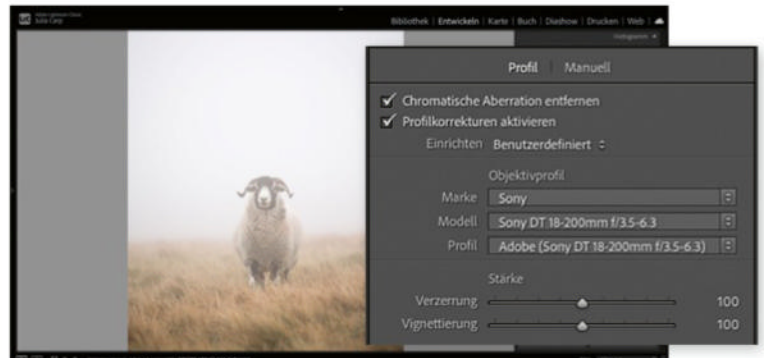 Bibliothek | Entwickeln | Karte | Buch | Diashow | Drucken | Web
Histogramm
Profil | Manuell
Chromatische Aberration entfernen
Profilkorrekturen aktivieren
Einrichten Benutzerdefiniert
Objektivprofil
Marke Sony
Modell Sony DT 18-200mm f/3.5-6.3
Profil Adobe (Sony DT 18-200mm f/3.5-6.3)
Stärke
Verzerrung 100
Vignettierung 100